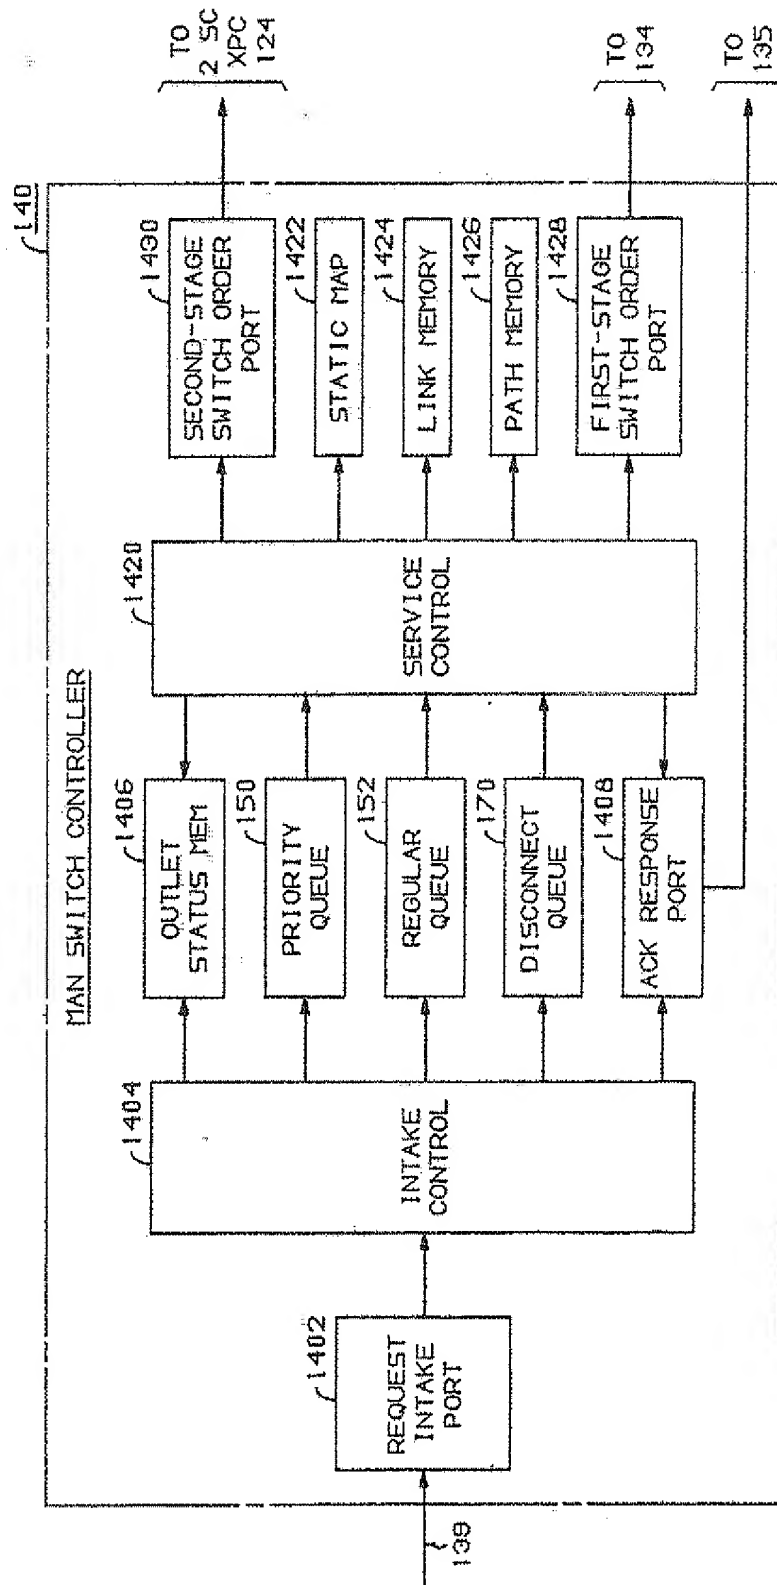 MAN SWITCH CONTROLLER
140
139
1402
REQUEST
INTAKE
PORT
1404
INTAKE
CONTROL
1406
OUTLET
STATUS MEM
150
PRIORITY
QUEUE
152
REGULAR
QUEUE
170
DISCONNECT
QUEUE
1408
ACK RESPONSE
PORT
1420
SERVICE
CONTROL
1430
SECOND-STAGE
SWITCH ORDER
PORT
1422
STATIC MAP
1424
LINK MEMORY
1426
PATH MEMORY
1428
FIRST-STAGE
SWITCH ORDER
PORT
TO
2 SC
XPC
124
TO
134
TO
135